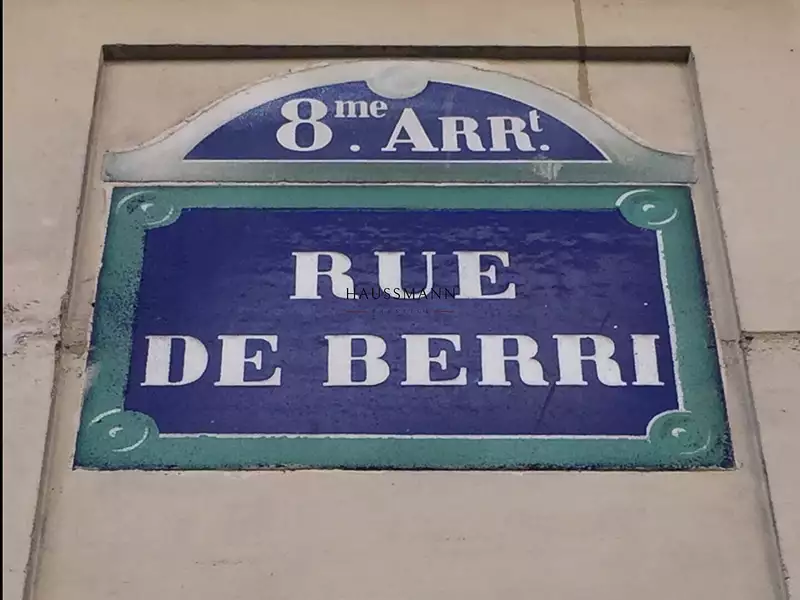 8me. ARRt.
RUE
HAUSSMANN
DE BERRI